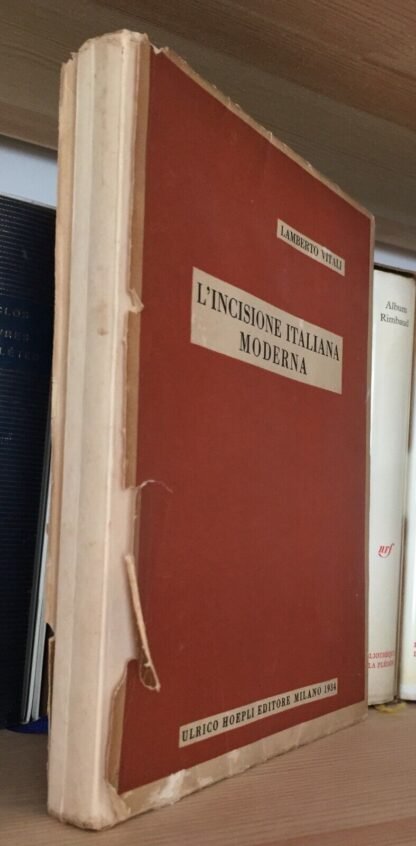 LAMBERTO VITALI
L'INCISIONE ITALIANA
MODERNA
ULRICO HOEPLI EDITORE MILANO 1934
Album
Rimbaud
nrf